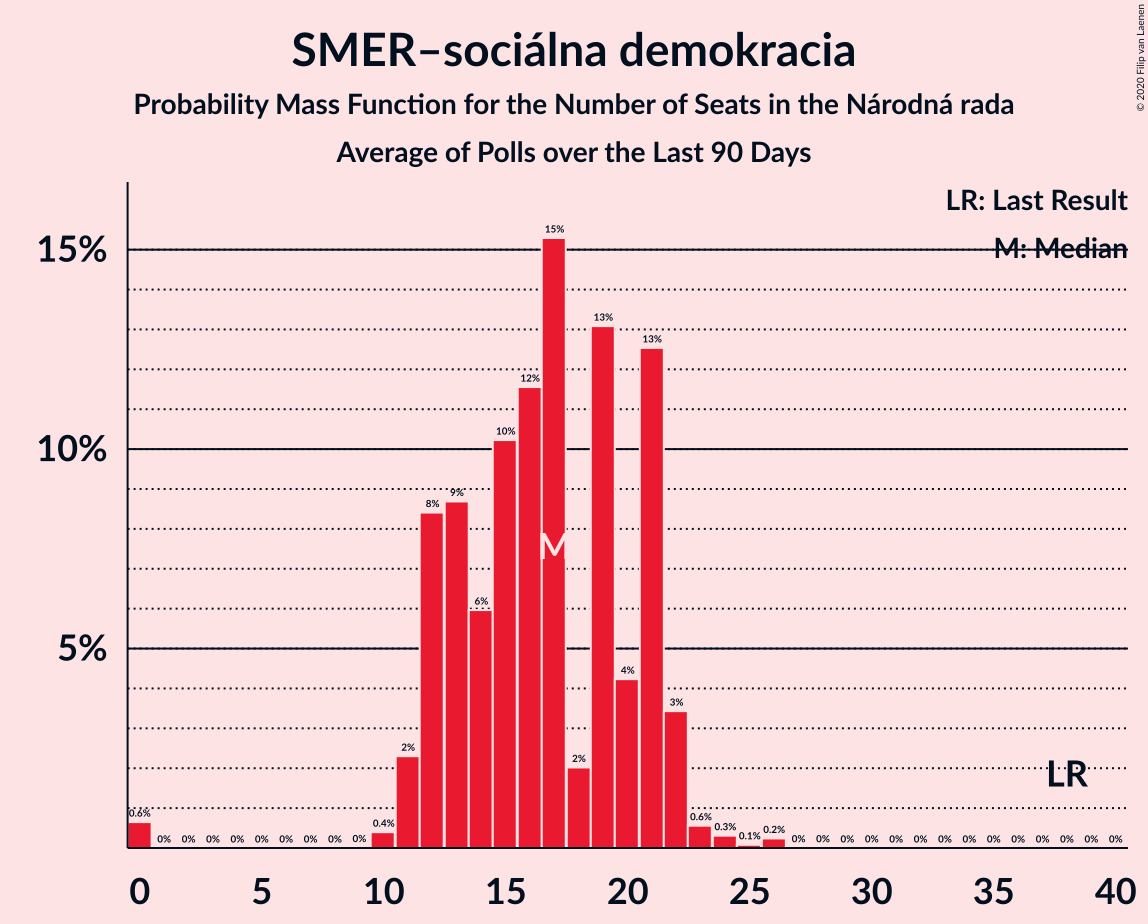 SMER–sociálna demokracia
Probability Mass Function for the Number of Seats in the Národná rada
Average of Polls over the Last 90 Days
© 2020 Filip van Laenen
LR: Last Result
M: Median
15%
10%
5%
0.6% 0% 0% 0% 0% 0% 0% 0% 0% 0% 0.4% 2% 8% 9% 6% 10% 12% 15% 2% 13% 4% 13% 3% 0.6% 0.3% 0.1% 0.2% 0% 0% 0% 0% 0% 0% 0% 0% 0% 0% 0% 0% 0% 0%
M
LR
0 5 10 15 20 25 30 35 40